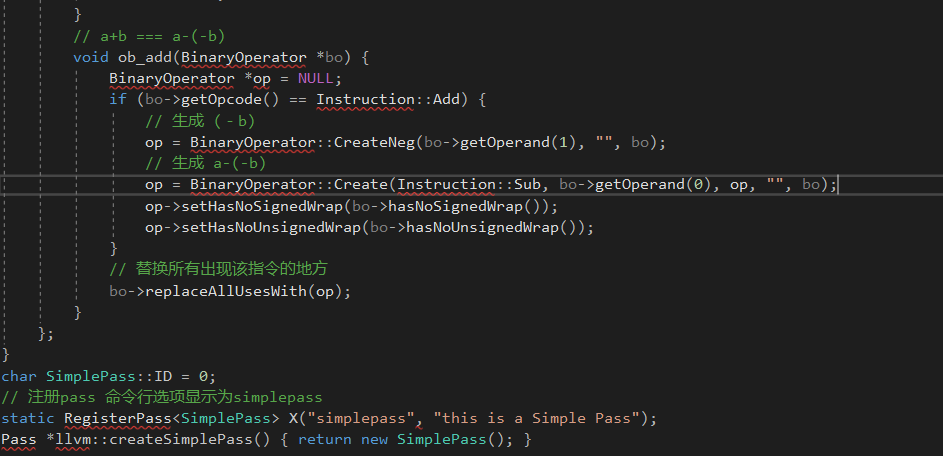 }
// a+b === a-(-b)
void ob_add(BinaryOperator *bo) {
BinaryOperator *op = NULL;
if (bo->getOpcode() == Instruction::Add) {
// 生成 (－b)
op = BinaryOperator::CreateNeg(bo->getOperand(1), "", bo);
// 生成 a-(-b)
op = BinaryOperator::Create(Instruction::Sub, bo->getOperand(0), op, "", bo);
op->setHasNoSignedWrap(bo->hasNoSignedWrap());
op->setHasNoUnsignedWrap(bo->hasNoUnsignedWrap());
}
// 替换所有出现该指令的地方
bo->replaceAllUsesWith(op);
}
};
}
char SimplePass::ID = 0;
// 注册pass 命令行选项显示为simplepass
static RegisterPass<SimplePass> X("simplepass", "this is a Simple Pass");
Pass *llvm::createSimplePass() { return new SimplePass(); }